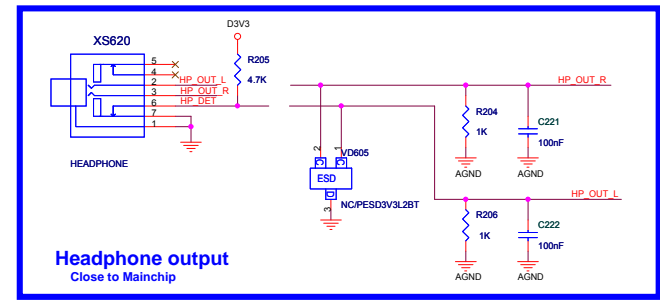 D3V3
XS620
R205
4.7K
5
4
2
HP_OUT_L
HP_OUT_R
3
HP_OUT_R
6
HP_DET
7
1
R204
1K
C221
100nF
HEADPHONE
2
1
VD605
C
C
ESD
D
3
NC/PESD3V3L2BT
AGND
AGND
HP_OUT_L
R206
1K
C222
100nF
Headphone output
Close to Mainchip
AGND
AGND